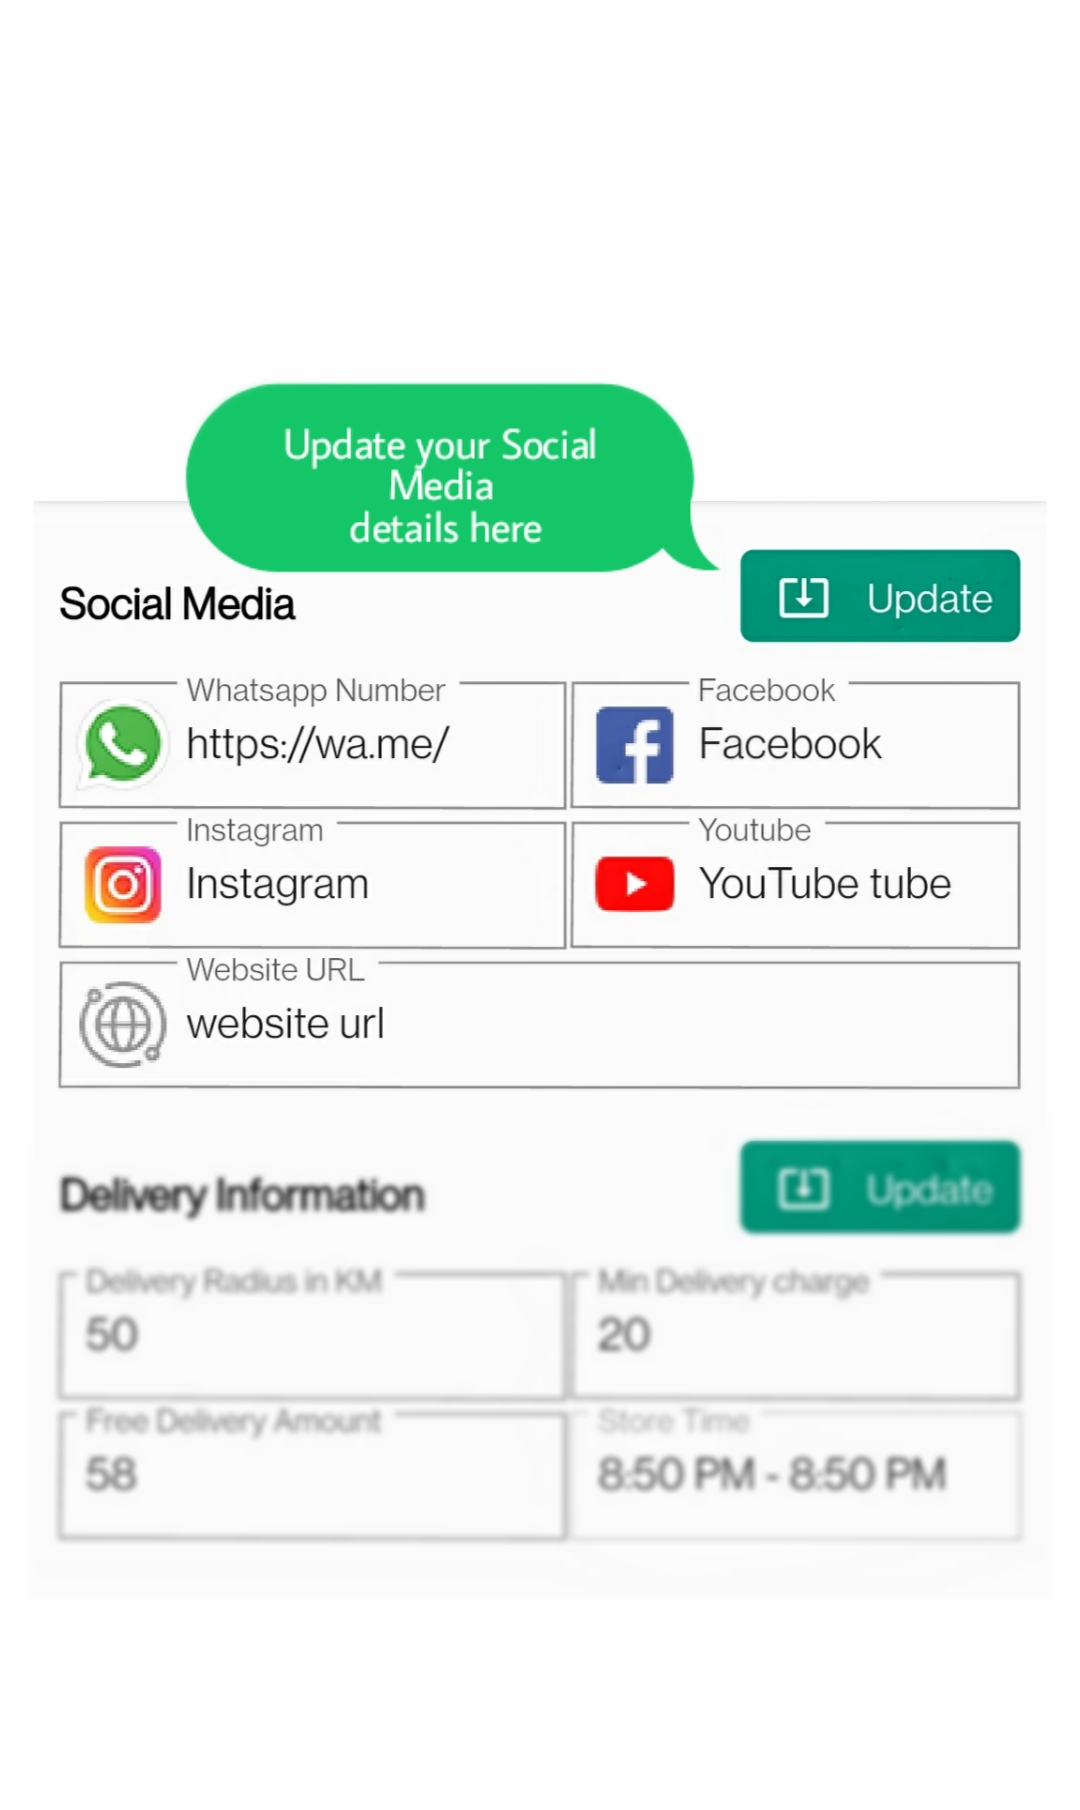 Update your Social
Media
details here
Social Media
Update
Whatsapp Number
Facebook
https://wa.me/
Facebook
Instagram
Youtube
Instagram
YouTube tube
Website URL
website url
Delivery Information
Update
Delivery Radius in KM
Min Delivery charge
50
20
Free Delivery Amount
Store Time
58
8:50 PM - 8:50 PM